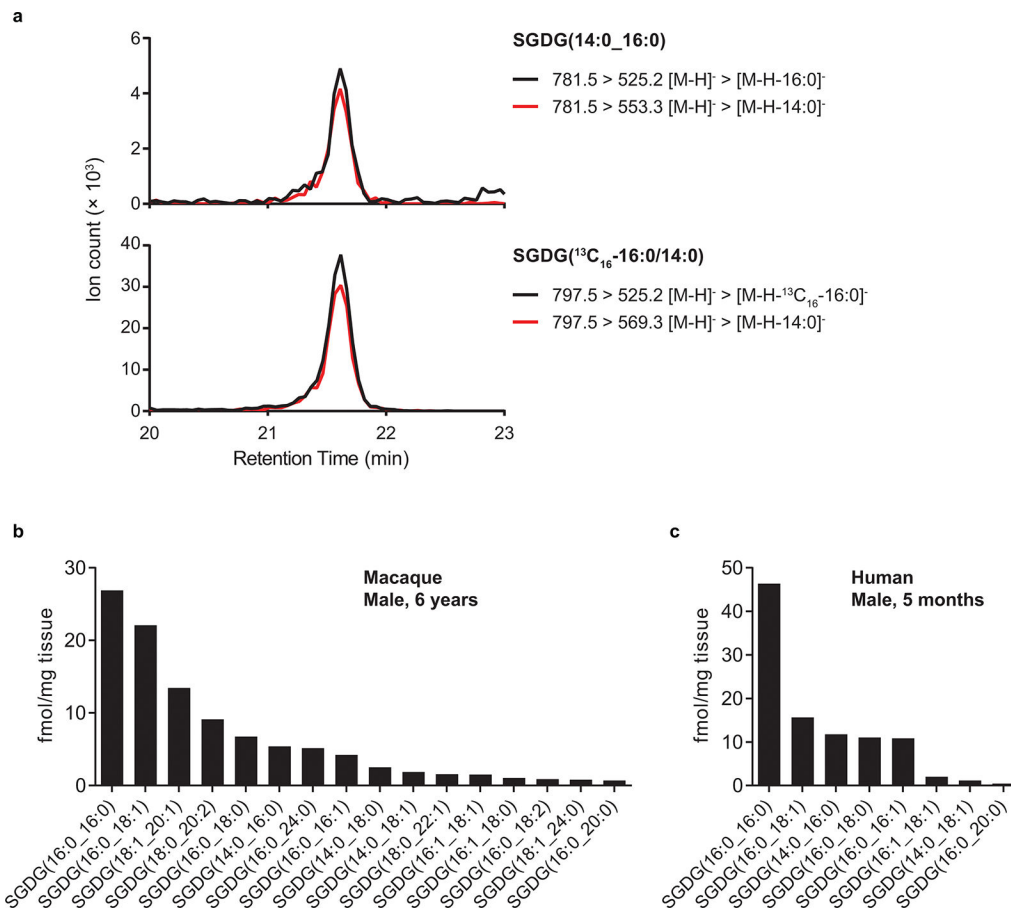 a
Ion count (× 10³)
6
4
2
0
SGDG(14:0_16:0)
781.5 > 525.2 [M-H]⁻ > [M-H-16:0]⁻
781.5 > 553.3 [M-H]⁻ > [M-H-14:0]⁻
40
30
20
10
0
20
21
22
23
Retention Time (min)
SGDG(¹³C₁₆-16:0/14:0)
797.5 > 525.2 [M-H]⁻ > [M-H-¹³C₁₆-16:0]⁻
797.5 > 569.3 [M-H]⁻ > [M-H-14:0]⁻
b
Macaque
Male, 6 years
fmol/mg tissue
30
20
10
0
SGDG(16:0_16:0)
SGDG(16:0_18:1)
SGDG(18:1_20:1)
SGDG(18:0_20:2)
SGDG(16:0_18:0)
SGDG(14:0_16:0)
SGDG(16:0_24:0)
SGDG(16:0_16:1)
SGDG(14:0_18:0)
SGDG(14:0_18:1)
SGDG(18:0_22:1)
SGDG(16:1_18:1)
SGDG(16:1_18:0)
SGDG(16:0_18:2)
SGDG(18:1_24:0)
SGDG(16:0_20:0)
c
Human
Male, 5 months
fmol/mg tissue
50
40
30
20
10
0
SGDG(16:0_16:0)
SGDG(16:0_18:1)
SGDG(14:0_16:0)
SGDG(16:0_18:0)
SGDG(16:0_16:1)
SGDG(16:1_18:1)
SGDG(14:0_18:1)
SGDG(16:0_20:0)